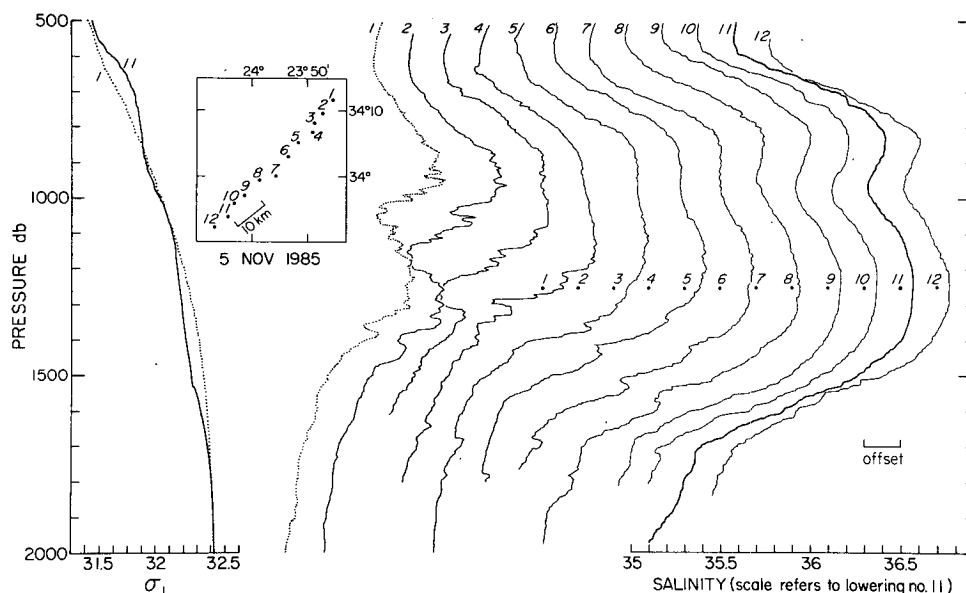 500
1000
1500
2000
PRESSURE db
1
11
31.5 32 32.5
σ₁
24° 23°50'
34°10
34°
1 2 3 4 5 6 7 8 9 10 11 12
10 km
5 NOV 1985
1 2 3 4 5 6 7 8 9 10 11 12
1 2 3 4 5 6 7 8 9 10 11 12
offset
35 35.5 36 36.5
SALINITY (scale refers to lowering no. 11)